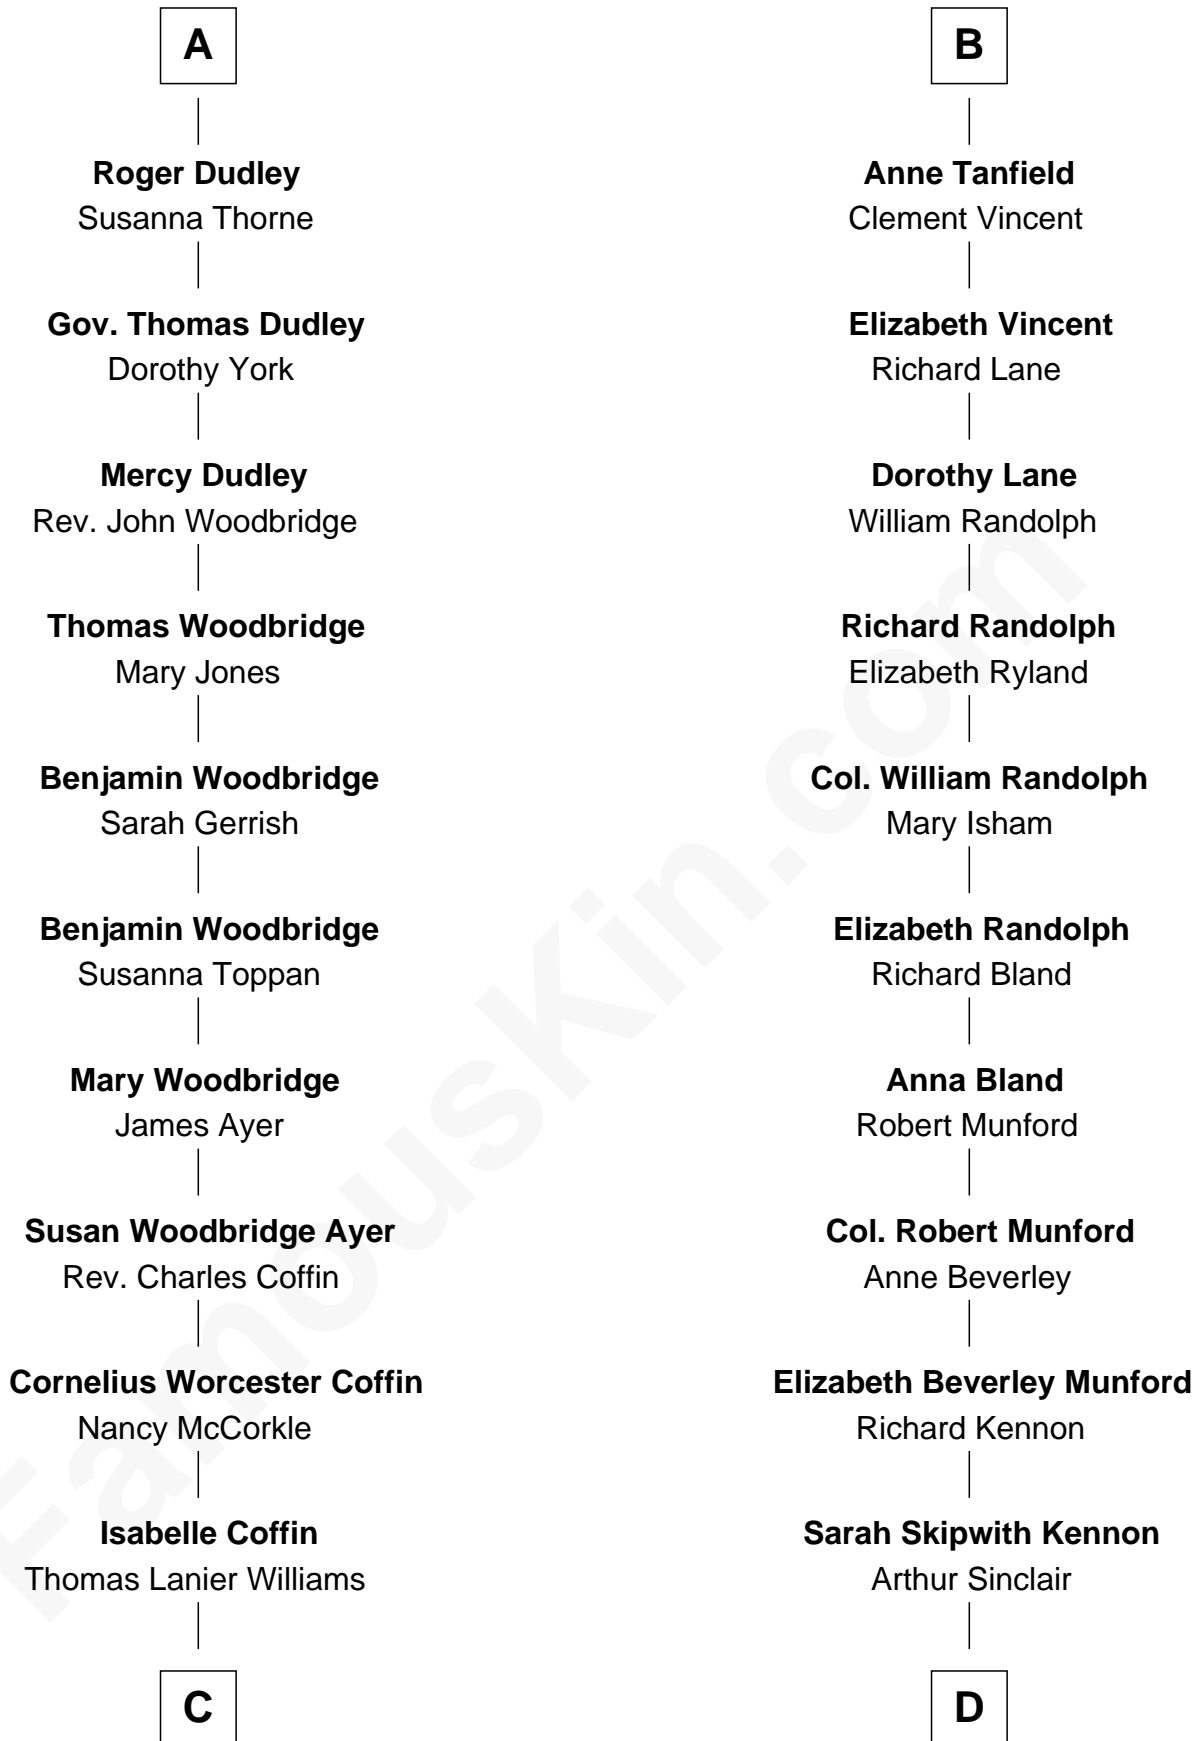 A
Roger Dudley
Susanna Thorne
Gov. Thomas Dudley
Dorothy York
Mercy Dudley
Rev. John Woodbridge
Thomas Woodbridge
Mary Jones
Benjamin Woodbridge
Sarah Gerrish
Benjamin Woodbridge
Susanna Toppan
Mary Woodbridge
James Ayer
Susan Woodbridge Ayer
Rev. Charles Coffin
Cornelius Worcester Coffin
Nancy McCorkle
Isabelle Coffin
Thomas Lanier Williams
C
B
Anne Tanfield
Clement Vincent
Elizabeth Vincent
Richard Lane
Dorothy Lane
William Randolph
Richard Randolph
Elizabeth Ryland
Col. William Randolph
Mary Isham
Elizabeth Randolph
Richard Bland
Anna Bland
Robert Munford
Col. Robert Munford
Anne Beverley
Elizabeth Beverley Munford
Richard Kennon
Sarah Skipwith Kennon
Arthur Sinclair
D
FamousKin.com